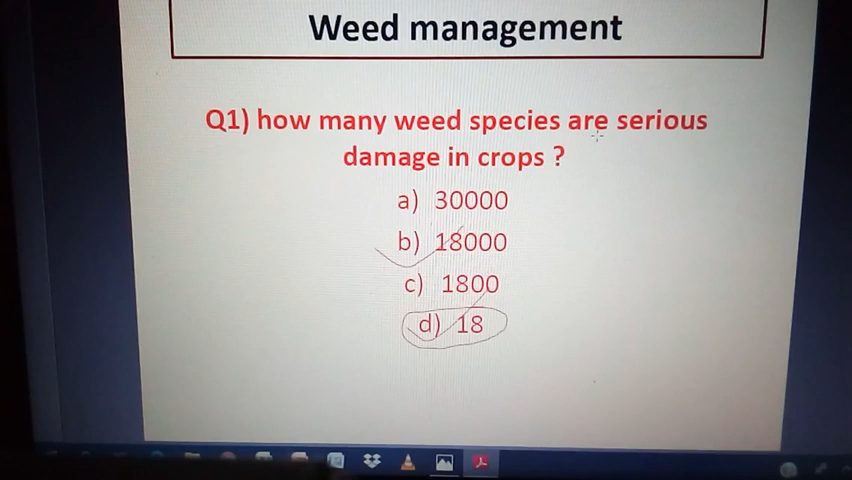 Weed management
Q1) how many weed species are serious
damage in crops ?
a) 30000
b) 18000
c) 1800
d) 18